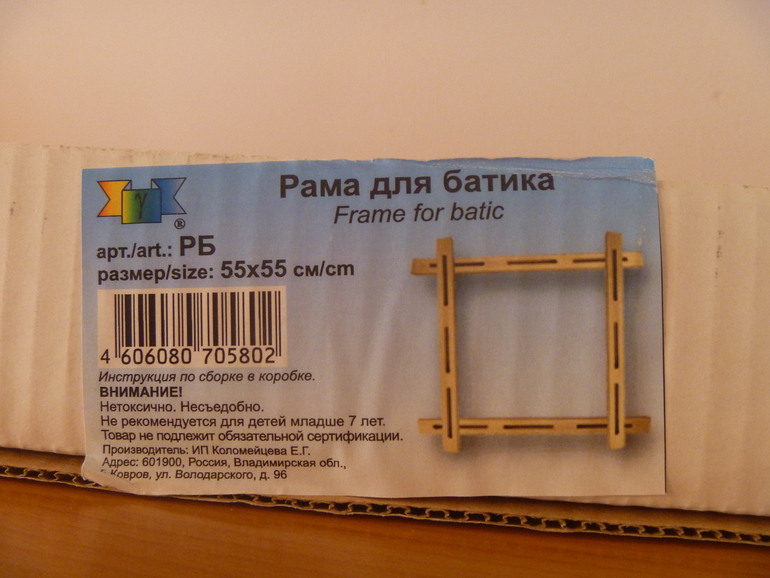 γ
®
Рама для батика
Frame for batic
арт./art.: РБ
размер/size: 55x55 см/cm
4 606080 705802
Инструкция по сборке в коробке.
ВНИМАНИЕ!
Нетоксично. Несъедобно.
Не рекомендуется для детей младше 7 лет.
Товар не подлежит обязательной сертификации.
Производитель: ИП Коломейцева Е.Г.
Адрес: 601900, Россия, Владимирская обл.,
г. Ковров, ул. Володарского, д. 96